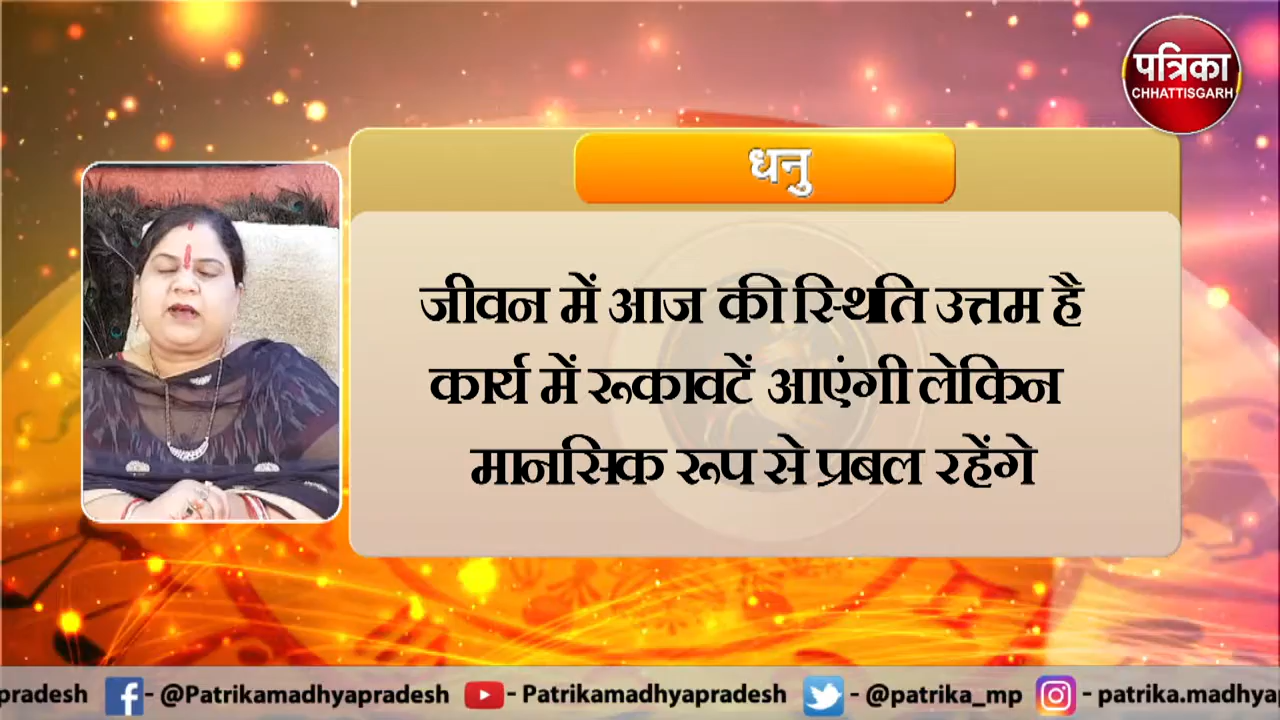 पत्रिका
CHHATTISGARH
धनु
जीवन में आज की स्थिति उत्तम है
कार्य में रूकावटें आएंगी लेकिन
मानसिक रूप से प्रबल रहेंगे
pradesh - @Patrikamadhyapradesh - Patrikamadhyapradesh - @patrika_mp - patrika.madhya